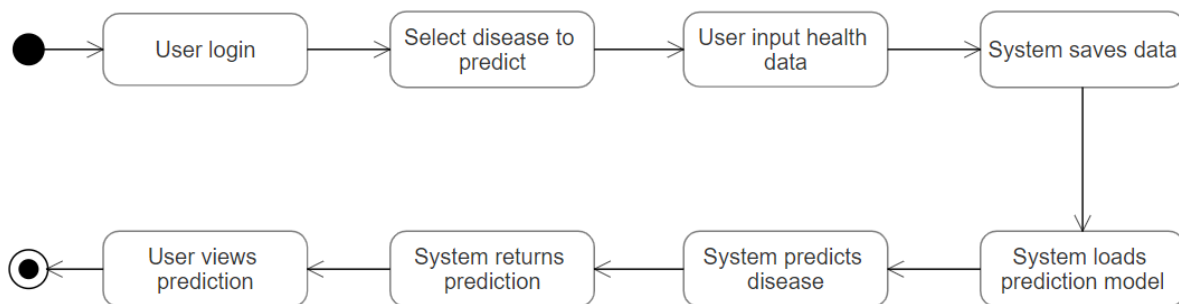 User login
Select disease to
predict
User input health
data
System saves data
User views
prediction
System returns
prediction
System predicts
disease
System loads
prediction model